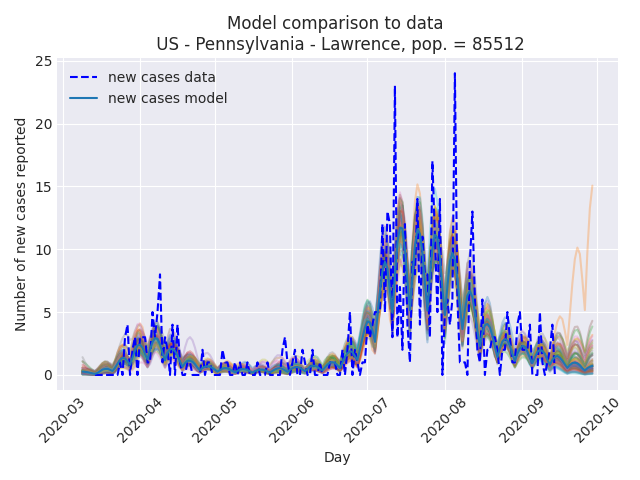 Model comparison to data
US - Pennsylvania - Lawrence, pop. = 85512
new cases data
new cases model
Number of new cases reported
25
20
15
10
5
0
2020-03
2020-04
2020-05
2020-06
2020-07
2020-08
2020-09
2020-10
Day